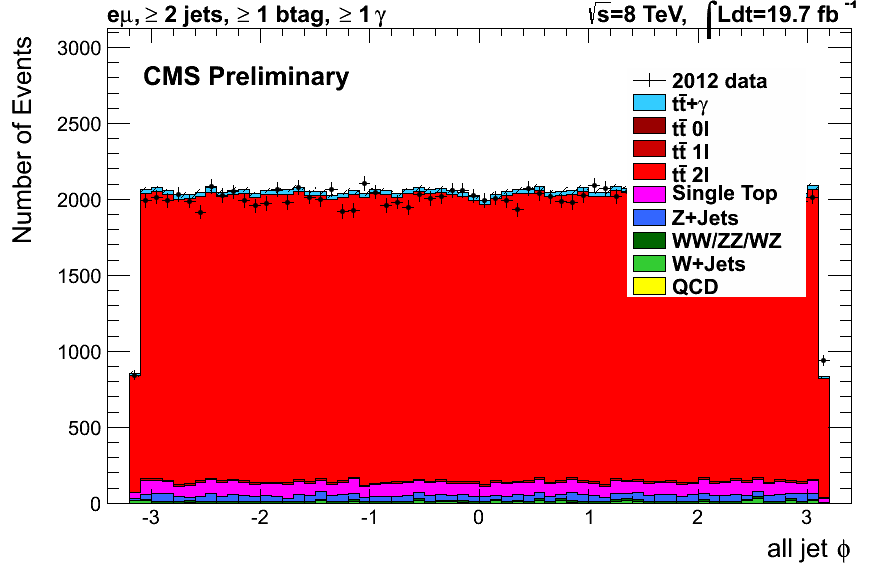 eμ, ≥ 2 jets, ≥ 1 btag, ≥ 1 γ
√s=8 TeV, ∫Ldt=19.7 fb⁻¹
CMS Preliminary
2012 data
tt̄+γ
tt̄ 0l
tt̄ 1l
tt̄ 2l
Single Top
Z+Jets
WW/ZZ/WZ
W+Jets
QCD
Number of Events
3000
2500
2000
1500
1000
500
0
-3 -2 -1 0 1 2 3
all jet ϕ